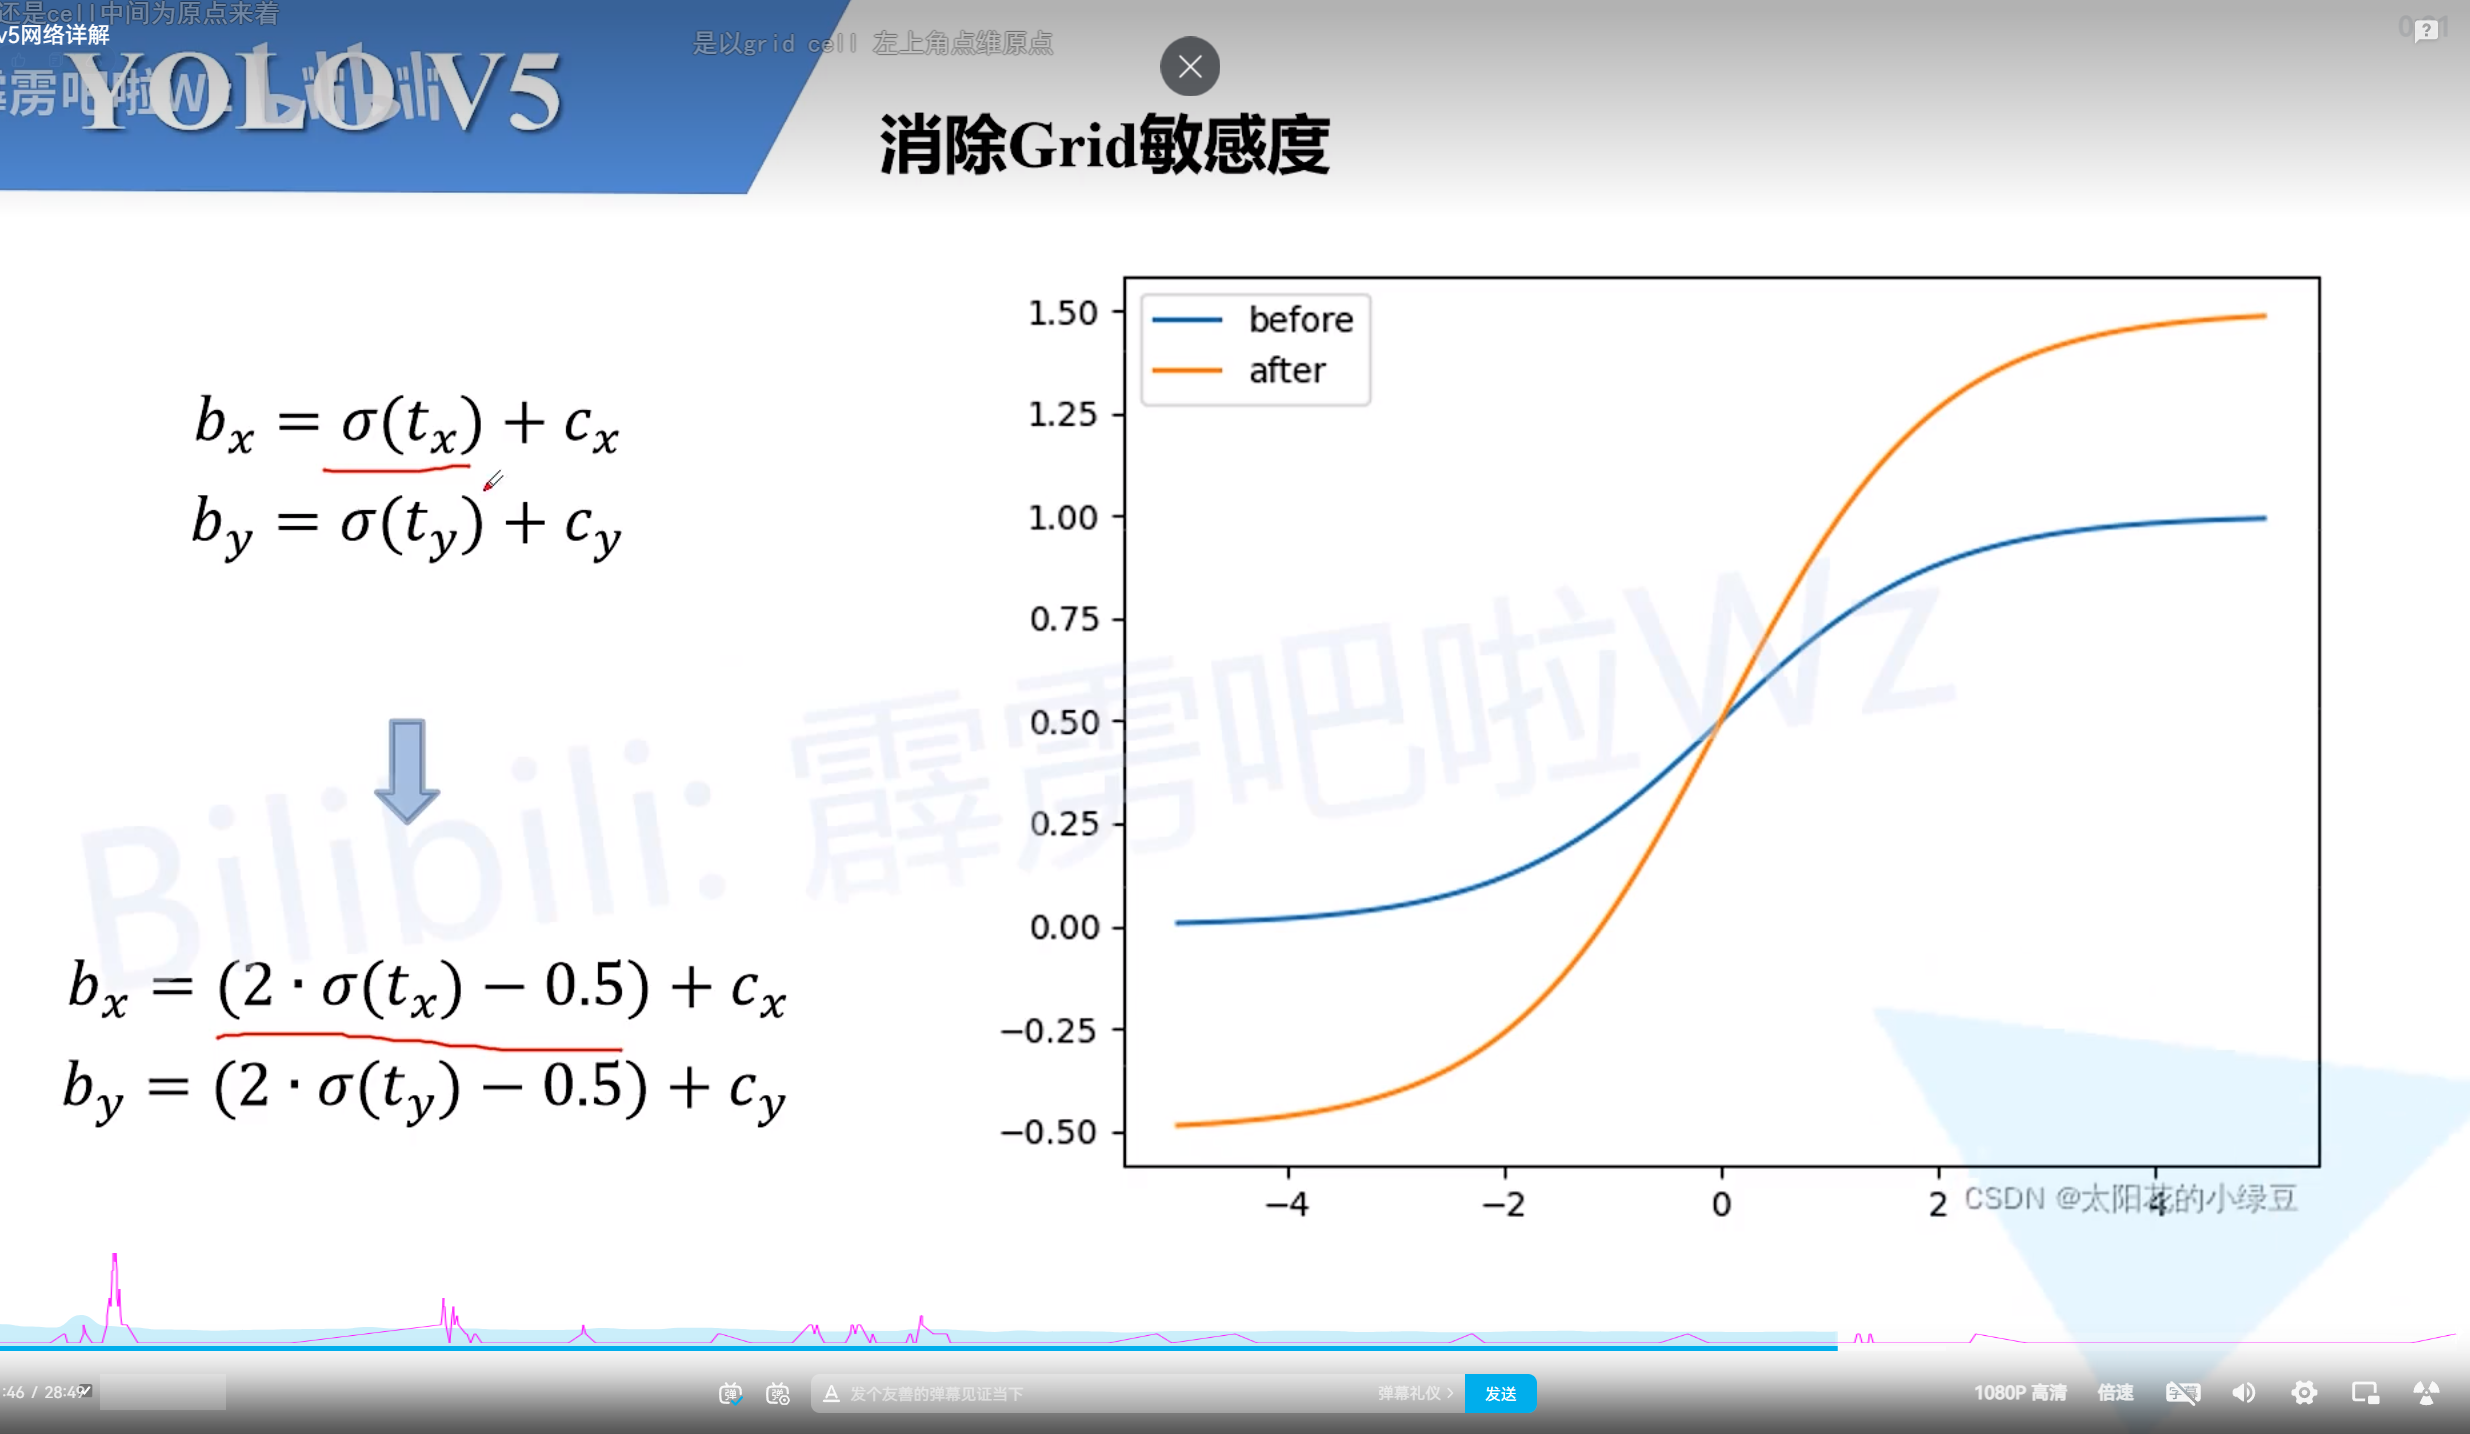 还是cell中间为原点来着
v5网络详解
是以grid cell 左上角点维原点
霹雳吧啦Wz bilibili
YOLO V5
消除Grid敏感度
b_x = σ(t_x) + c_x
b_y = σ(t_y) + c_y
b_x = (2 · σ(t_x) − 0.5) + c_x
b_y = (2 · σ(t_y) − 0.5) + c_y
before
after
1.50
1.25
1.00
0.75
0.50
0.25
0.00
−0.25
−0.50
−4 −2 0 2 4
Bilibili: 霹雳吧啦Wz
CSDN @太阳花的小绿豆
:46 / 28:49
发个友善的弹幕见证当下
弹幕礼仪 >
发送
1080P 高清
倍速
字幕